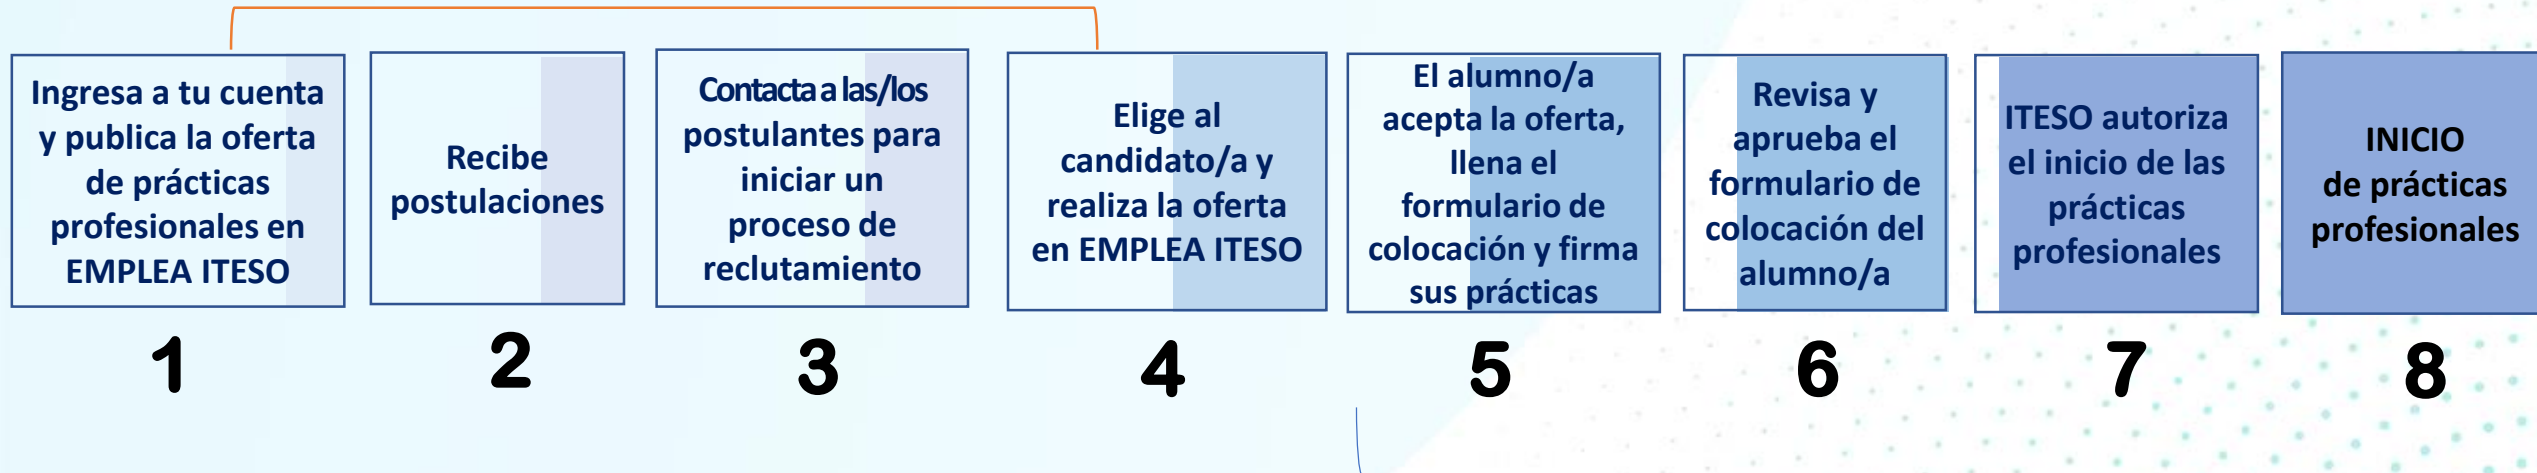 Ingresa a tu cuenta
y publica la oferta
de prácticas
profesionales en
EMPLEA ITESO
1
Recibe
postulaciones
2
Contacta a las/los
postulantes para
iniciar un
proceso de
reclutamiento
3
Elige al
candidato/a y
realiza la oferta
en EMPLEA ITESO
4
El alumno/a
acepta la oferta,
llena el
formulario de
colocación y firma
sus prácticas
5
Revisa y
aprueba el
formulario de
colocación del
alumno/a
6
ITESO autoriza
el inicio de las
prácticas
profesionales
7
INICIO
de prácticas
profesionales
8